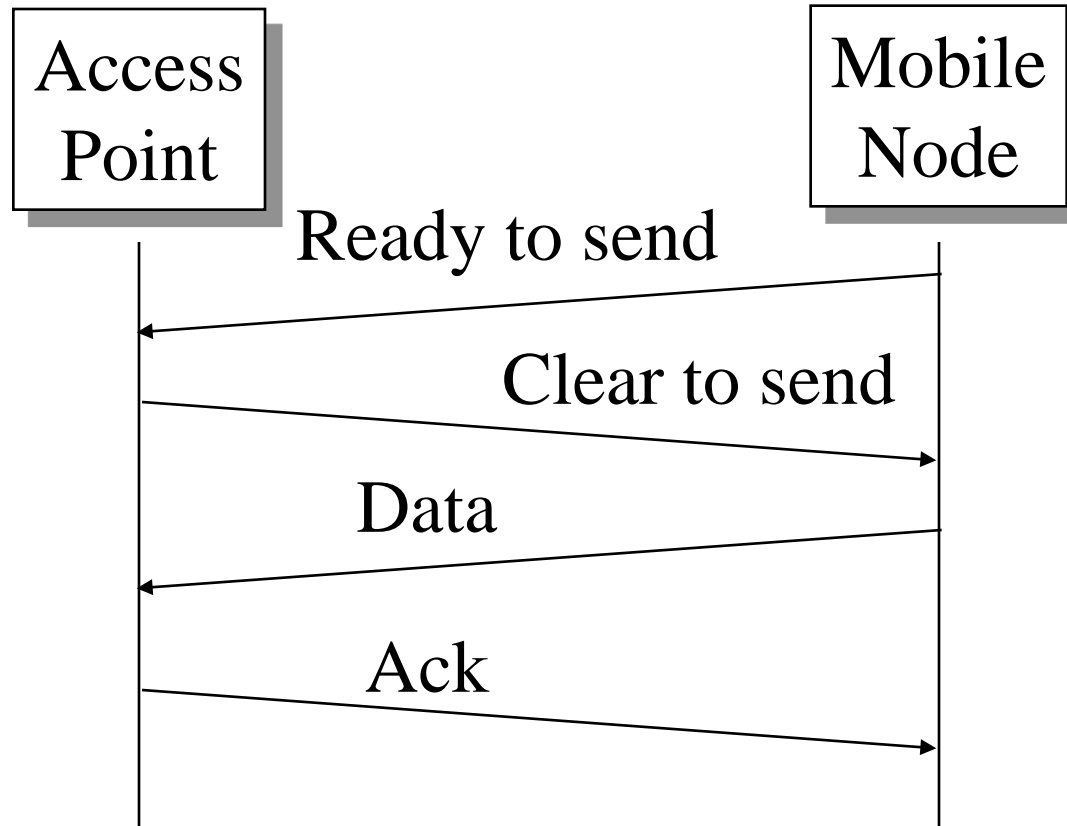 Access
Point
Mobile
Node
Ready to send
Clear to send
Data
Ack